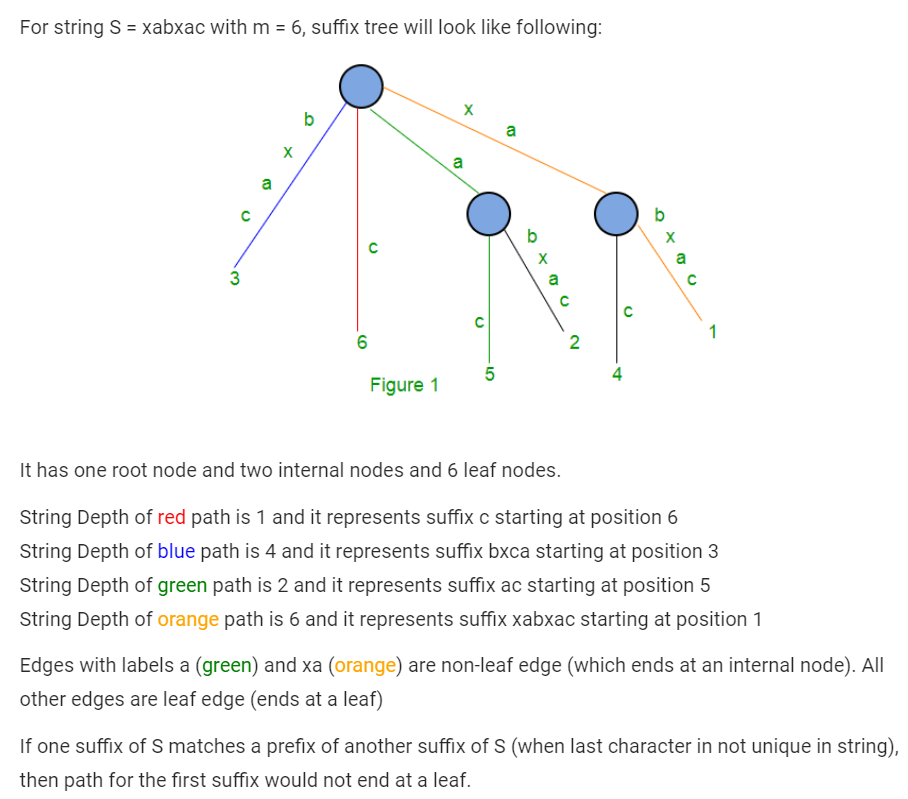 For string S = xabxac with m = 6, suffix tree will look like following:
x
b
a
x
a
a
c
b
b
x
x
c
a
a
3
c
c
c
c
1
6
2
5
4
Figure 1
It has one root node and two internal nodes and 6 leaf nodes.
String Depth of red path is 1 and it represents suffix c starting at position 6
String Depth of blue path is 4 and it represents suffix bxca starting at position 3
String Depth of green path is 2 and it represents suffix ac starting at position 5
String Depth of orange path is 6 and it represents suffix xabxac starting at position 1
Edges with labels a (green) and xa (orange) are non-leaf edge (which ends at an internal node). All
other edges are leaf edge (ends at a leaf)
If one suffix of S matches a prefix of another suffix of S (when last character in not unique in string),
then path for the first suffix would not end at a leaf.